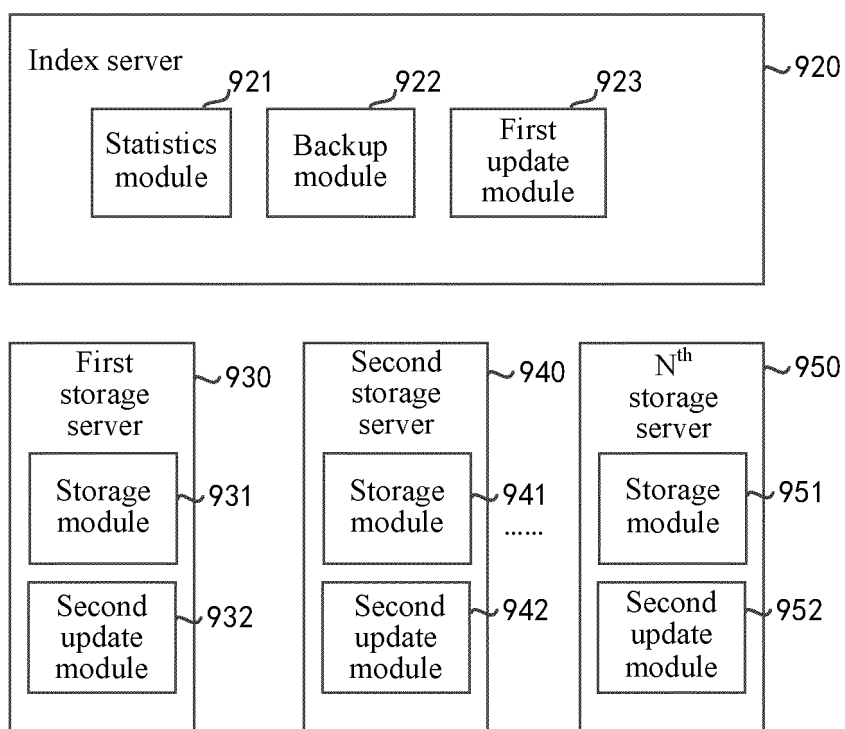 Index server
920
921
922
923
Statistics
module
Backup
module
First
update
module
First
storage
server
930
Storage
module
931
Second
update
module
932
Second
storage
server
940
Storage
module
941
......
Second
update
module
942
Nth
storage
server
950
Storage
module
951
Second
update
module
952